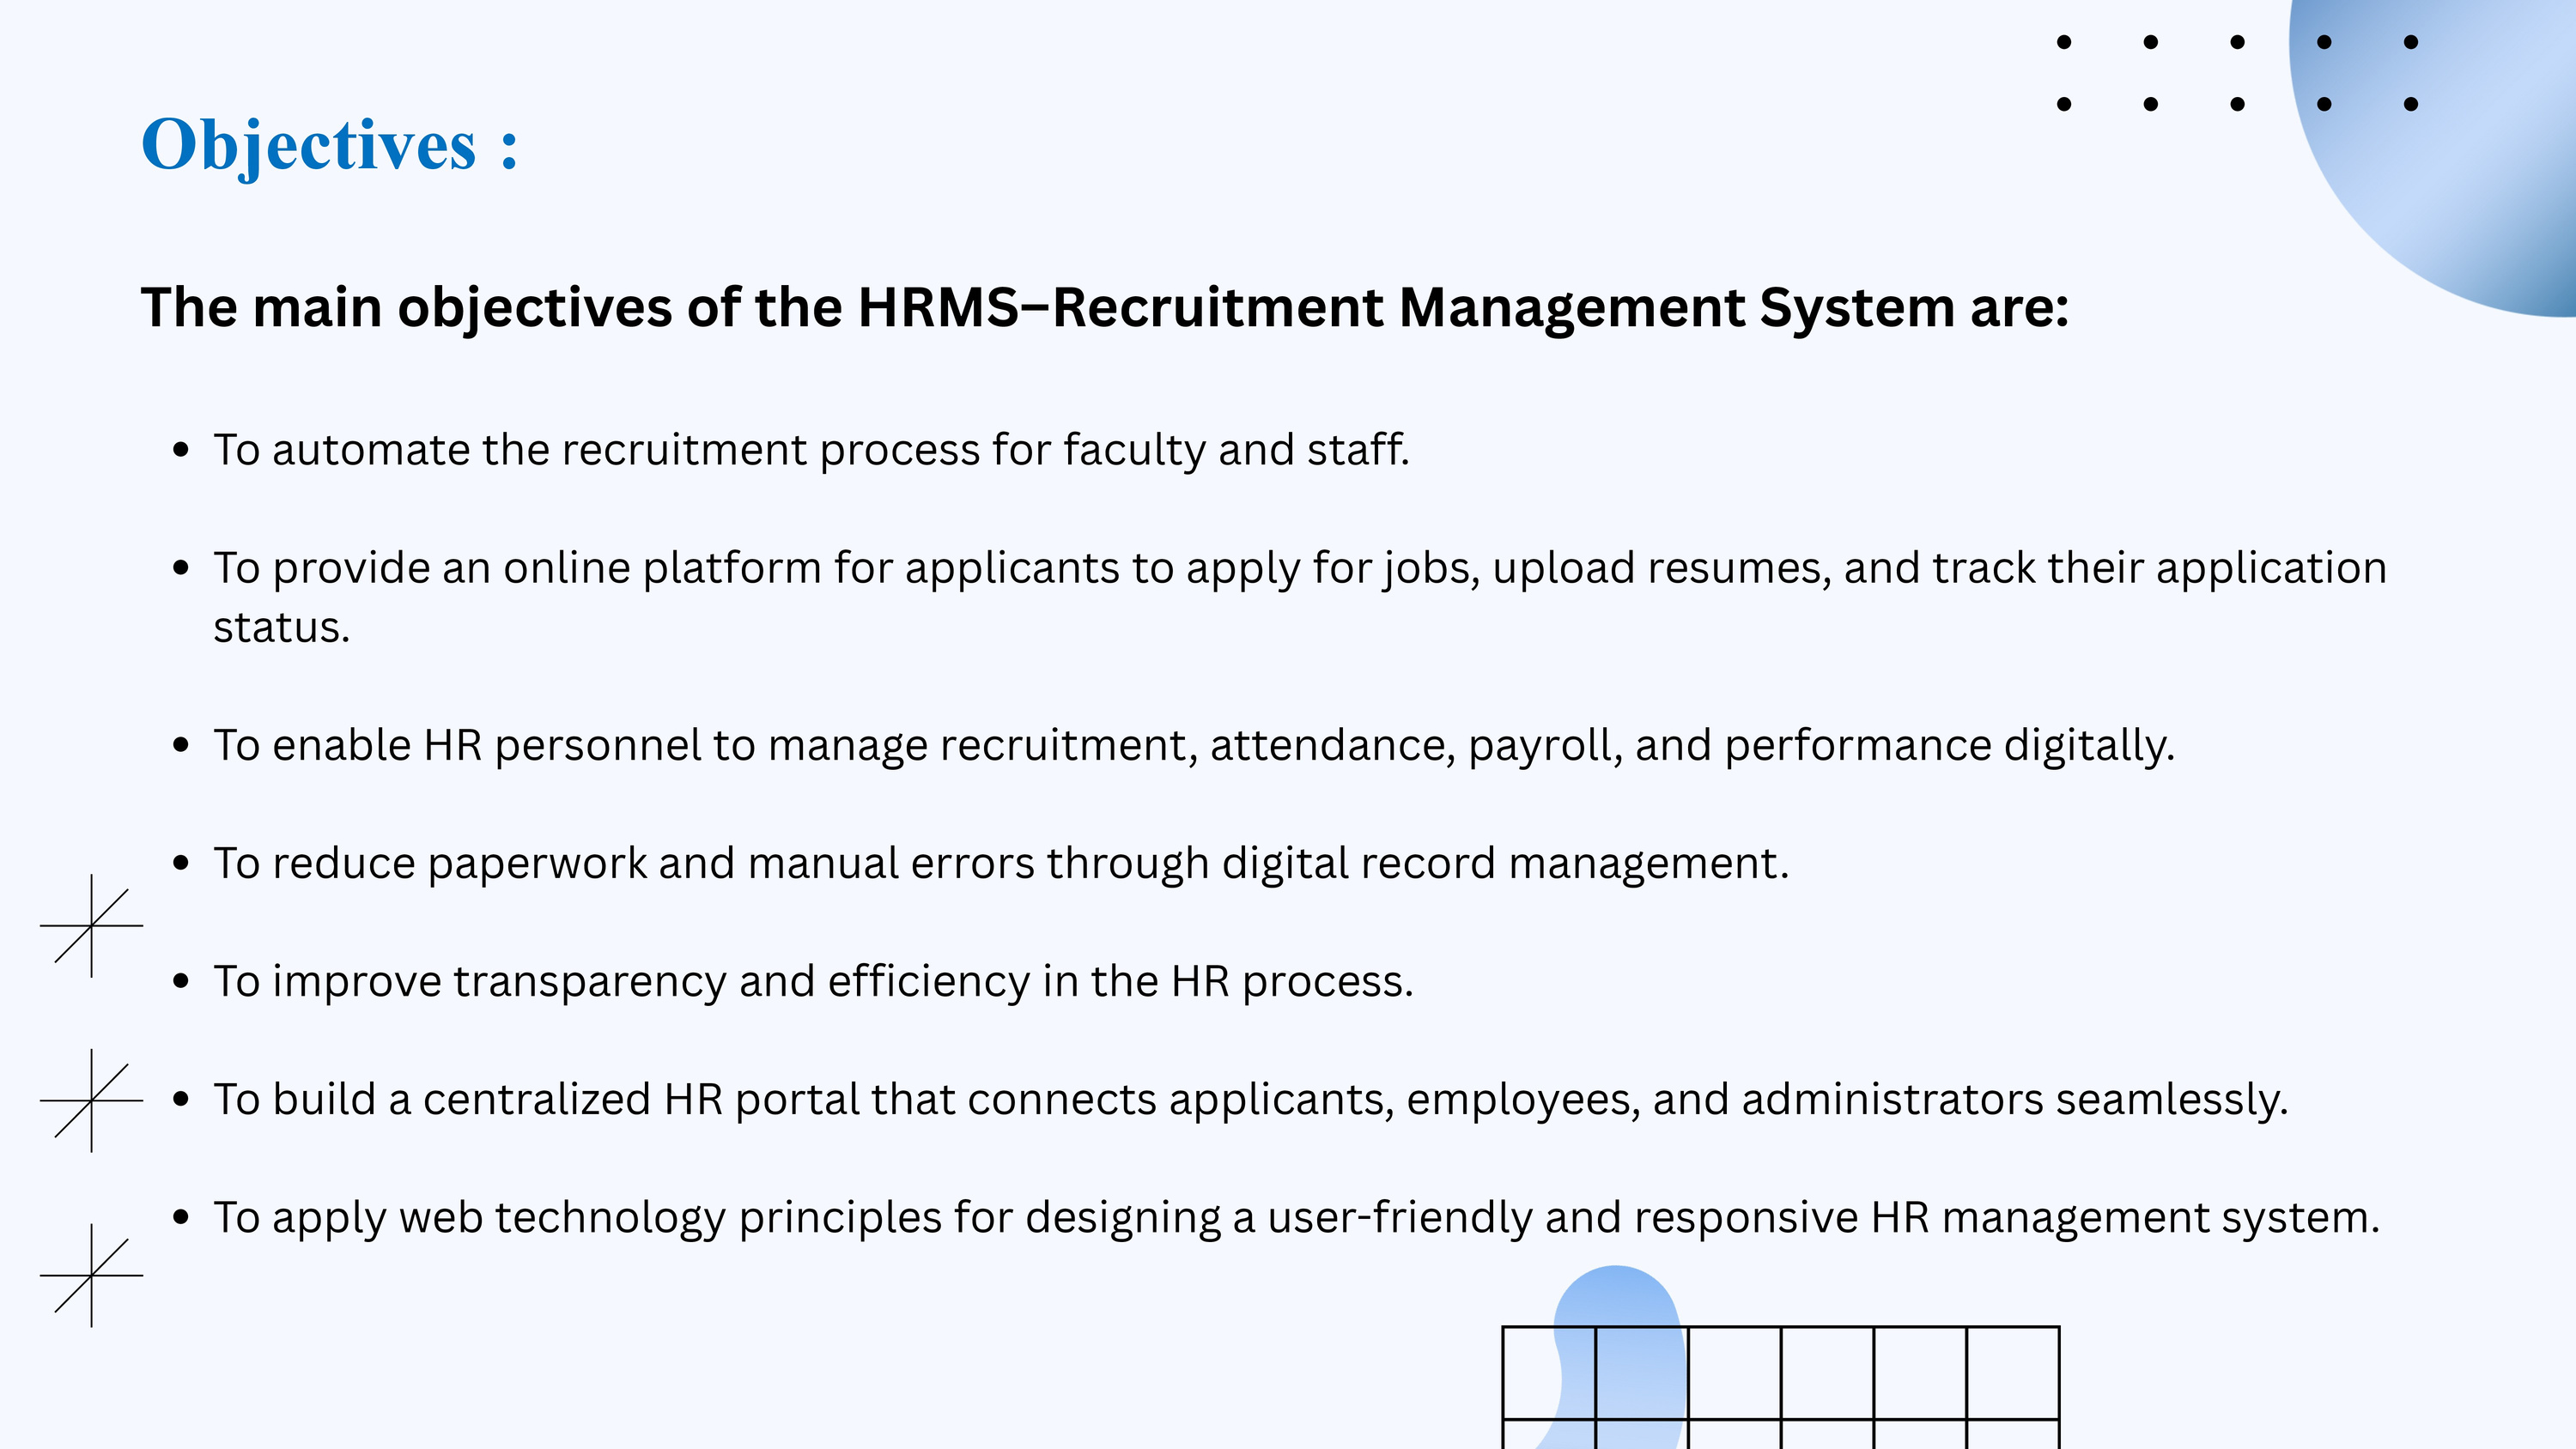 Objectives :
The main objectives of the HRMS–Recruitment Management System are:
• To automate the recruitment process for faculty and staff.
• To provide an online platform for applicants to apply for jobs, upload resumes, and track their application
status.
• To enable HR personnel to manage recruitment, attendance, payroll, and performance digitally.
• To reduce paperwork and manual errors through digital record management.
• To improve transparency and efficiency in the HR process.
• To build a centralized HR portal that connects applicants, employees, and administrators seamlessly.
• To apply web technology principles for designing a user-friendly and responsive HR management system.